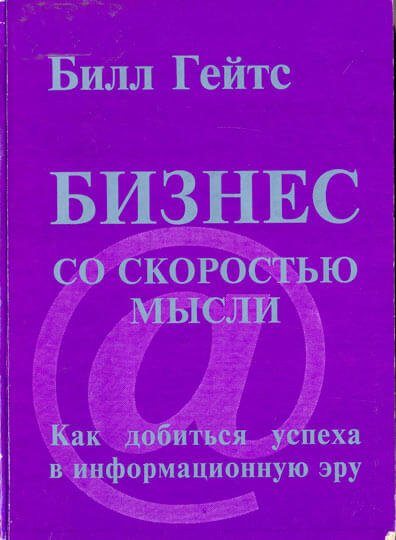 Билл Гейтс
БИЗНЕС
СО СКОРОСТЬЮ
МЫСЛИ
@
Как добиться успеха
в информационную эру